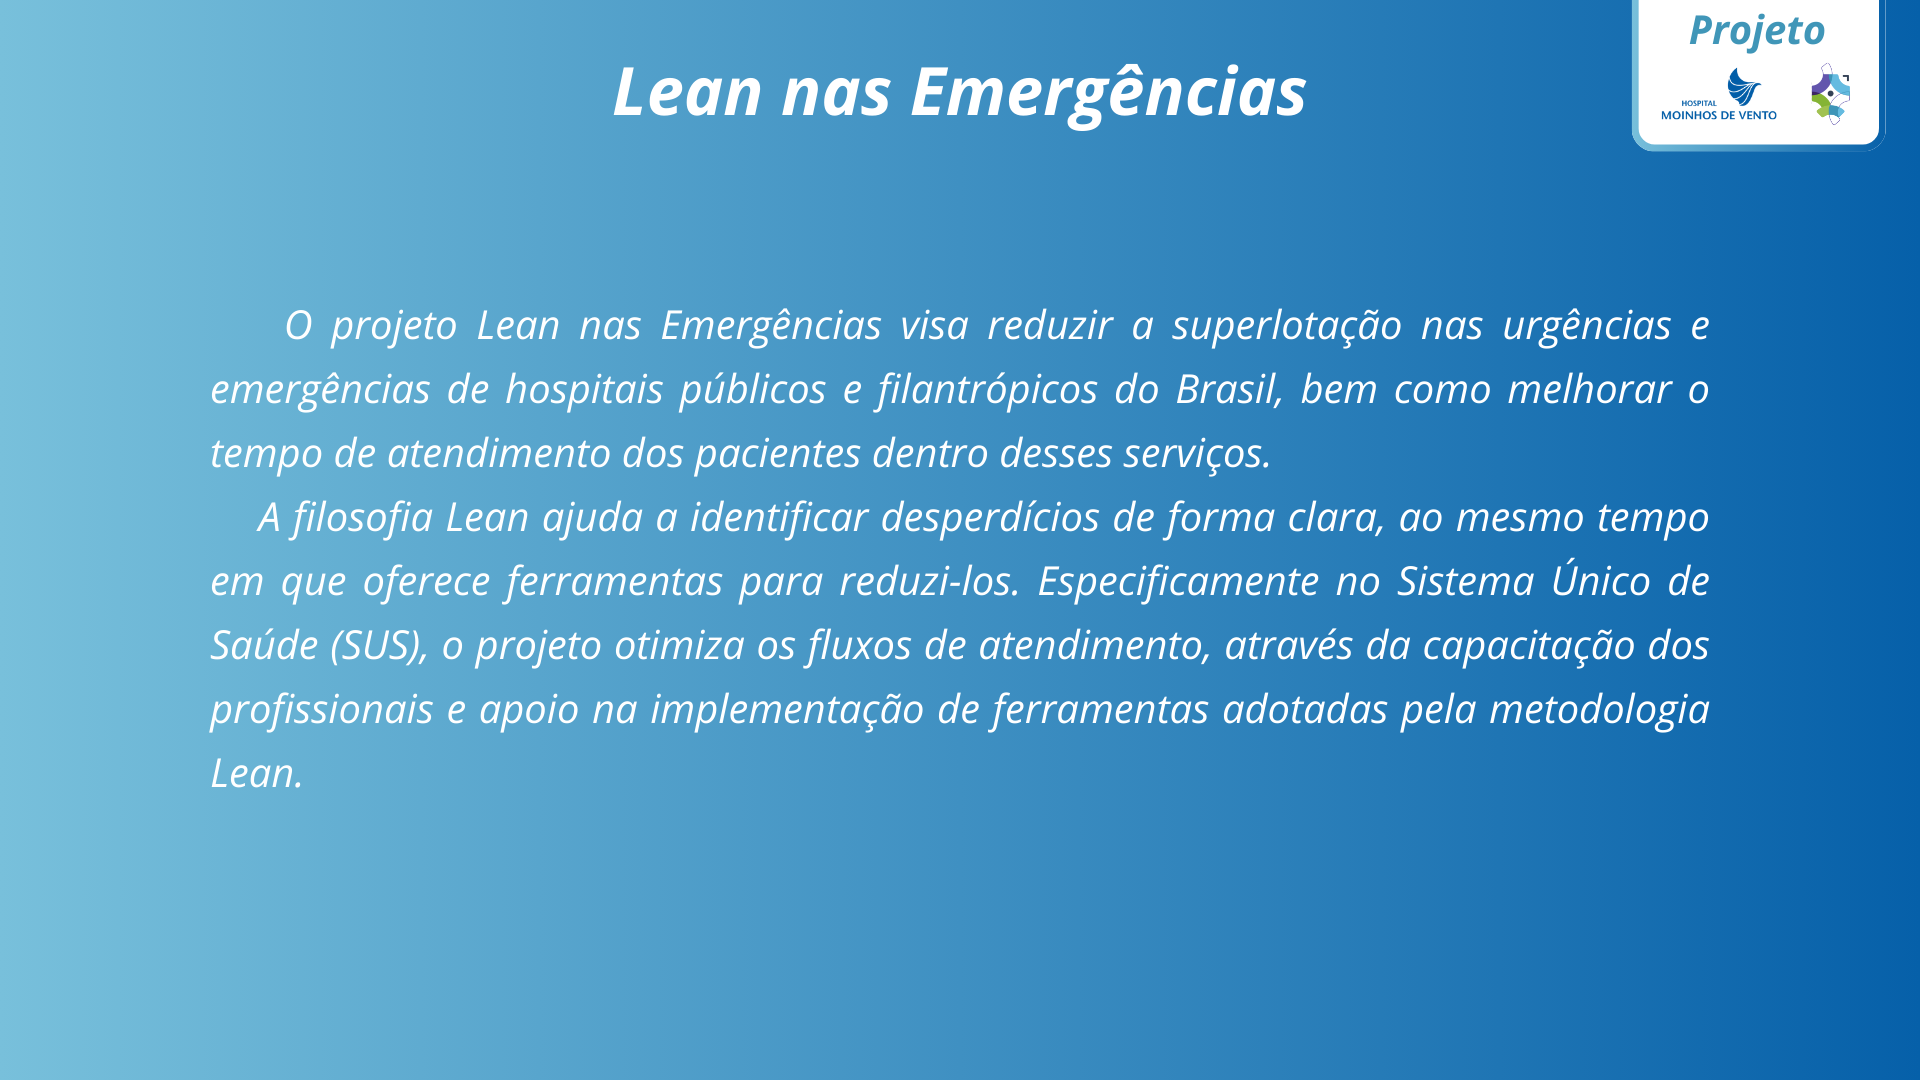 Projeto
Lean nas Emergências
HOSPITAL
MOINHOS DE VENTO
O projeto Lean nas Emergências visa reduzir a superlotação nas urgências e
emergências de hospitais públicos e filantrópicos do Brasil, bem como melhorar o
tempo de atendimento dos pacientes dentro desses serviços.
A filosofia Lean ajuda a identificar desperdícios de forma clara, ao mesmo tempo
em que oferece ferramentas para reduzi-los. Especificamente no Sistema Único de
Saúde (SUS), o projeto otimiza os fluxos de atendimento, através da capacitação dos
profissionais e apoio na implementação de ferramentas adotadas pela metodologia
Lean.